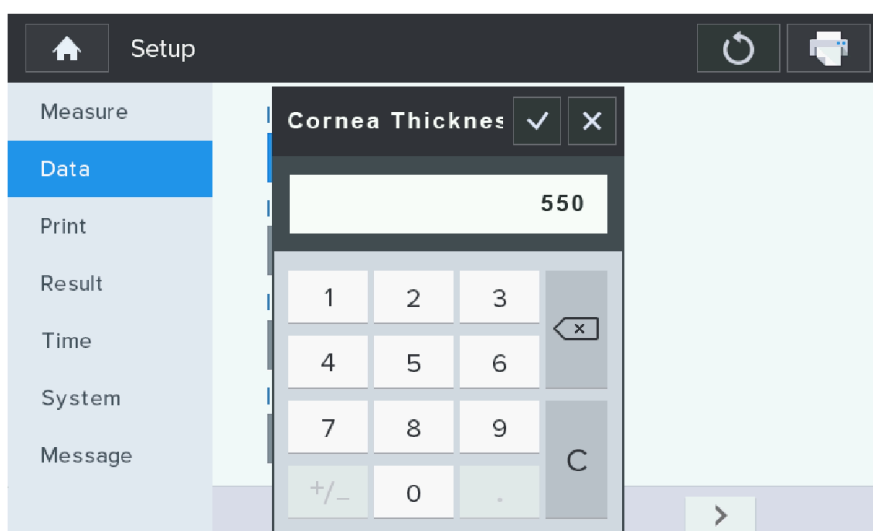 Setup
Measure
Data
Print
Result
Time
System
Message
Cornea Thicknes
550
1 2 3
4 5 6
7 8 9
C
+/- 0 .